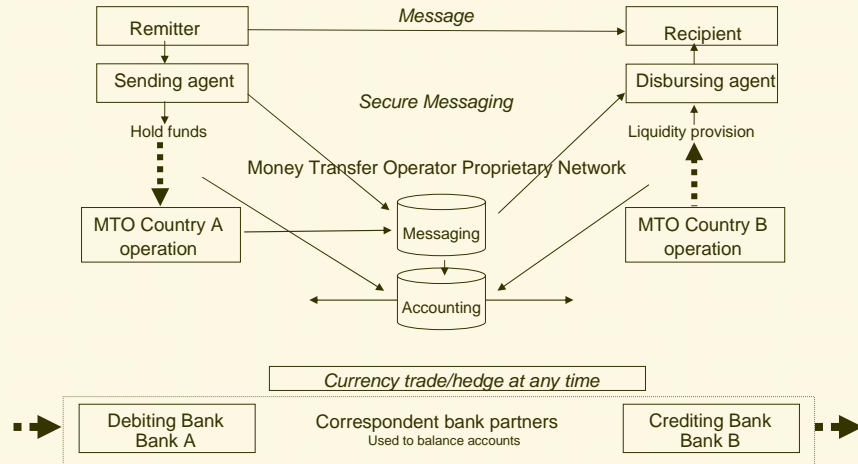 Message
Remitter
Recipient
Sending agent
Disbursing agent
Secure Messaging
Hold funds
Liquidity provision
Money Transfer Operator Proprietary Network
MTO Country A
operation
Messaging
MTO Country B
operation
Accounting
Currency trade/hedge at any time
Debiting Bank
Bank A
Correspondent bank partners
Used to balance accounts
Crediting Bank
Bank B